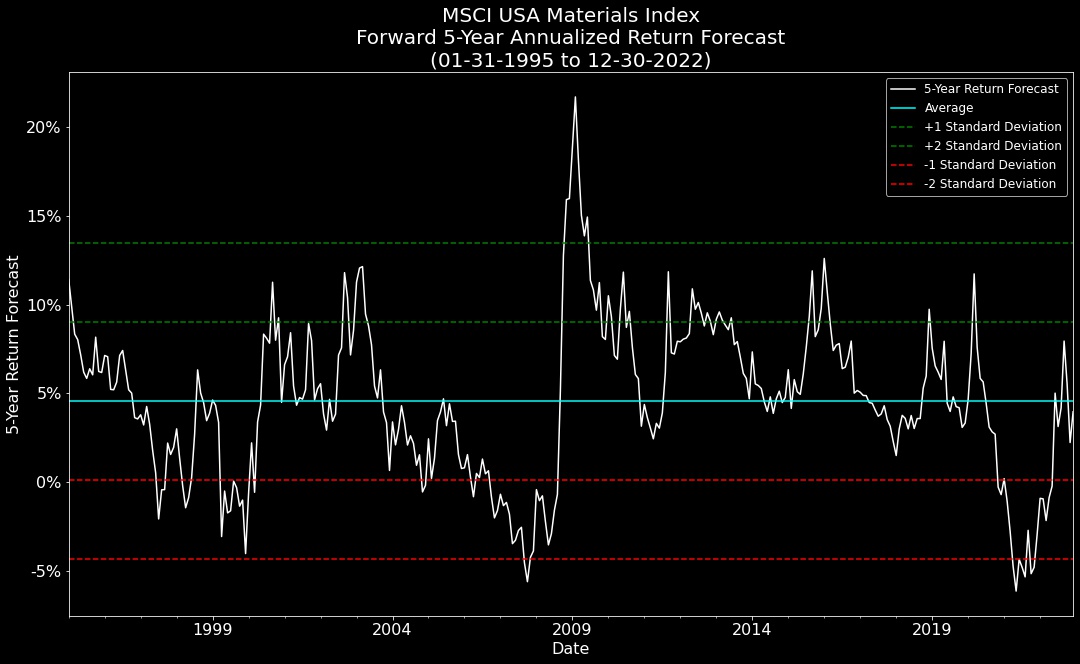 MSCI USA Materials Index
Forward 5-Year Annualized Return Forecast
(01-31-1995 to 12-30-2022)
5-Year Return Forecast
Average
+1 Standard Deviation
+2 Standard Deviation
-1 Standard Deviation
-2 Standard Deviation
5-Year Return Forecast
20%
15%
10%
5%
0%
-5%
1999 2004 2009 2014 2019
Date